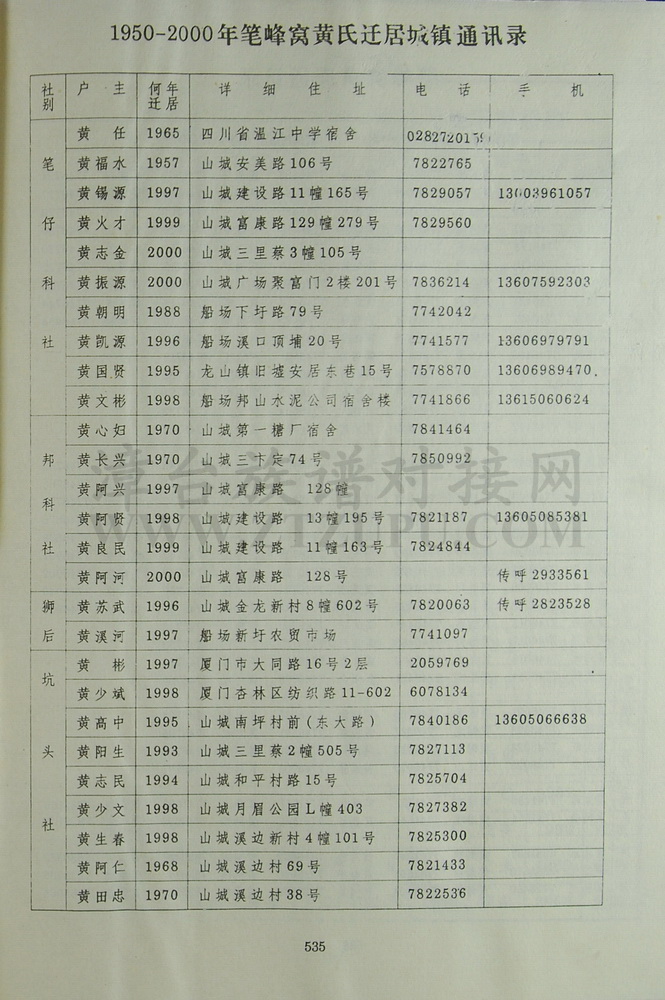 1950-2000年笔峰窝黄氏迁居城镇通讯录
社别 户主 何年迁居 详细住址 电话 手机
笔仔科社
黄任 1965 四川省温江中学宿舍
黄福水 1957 山城安美路106号 7822765
黄锡源 1997 山城建设路11幢165号 7829057 13603961057
黄火才 1999 山城富康路129幢279号 7829560
黄志金 2000 山城三里蔡3幢105号
黄振源 2000 山城广场聚富门2楼201号 7836214 13607592303
黄朝明 1988 船场下圩路79号 7742042
黄凯源 1996 船场溪口顶埔20号 7741577 13606979791
黄国贤 1995 龙山镇旧墟安居东巷15号 7578870 13606989470
黄文彬 1998 船场邦山水泥公司宿舍楼 7741866 13615060624
邦科社
黄心妇 1970 山城第一糖厂宿舍 7841464
黄长兴 1970 山城三卞定74号 7850992
黄阿兴 1997 山城富康路 128幢
黄阿贤 1998 山城建设路 13幢195号 7821187 13605085381
黄良民 1999 山城建设路 11幢163号 7824844
黄阿河 2000 山城富康路 128号 传呼2933561
狮后
黄苏武 1996 山城金龙新村8幢602号 7820063 传呼2823528
黄溪河 1997 船场新圩农贸市场 7741097
坑头社
黄彬 1997 厦门市大同路16号2层 2059769
黄少斌 1998 厦门杏林区纺织路11-602 6078134
黄高中 1995 山城南坪村前(东大路) 7840186 13605066638
黄阳生 1993 山城三里蔡2幢505号 7827113
黄志民 1994 山城和平村路15号 7825704
黄少文 1998 山城月眉公园L幢403 7827382
黄生春 1998 山城溪边新村4幢101号 7825300
黄阿仁 1968 山城溪边村69号 7821433
黄田忠 1970 山城溪边村38号 7822536
535